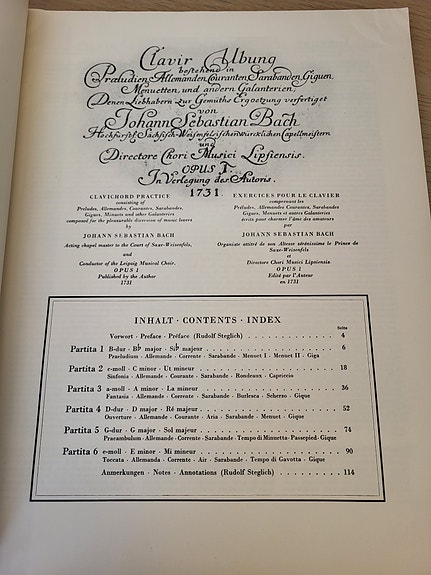 Clavir Ubung
bestehend in
Præludien, Allemanden, Couranten, Sarabanden, Giguen,
Menuetten, und andern Galanterien;
Denen Liebhabern zur Gemüths Ergoetzung verfertiget
von
Johann Sebastian Bach
Hochfürstl. Sächsisch-Weisenfelsischen würcklichen Capellmeistern
und
Directore Chori Musici Lipsiensis.
OPUS I.
In Verlegung des Autoris.
1731.
CLAVICHORD PRACTICE
consisting of
Preludes, Allemandes, Courantes, Sarabandes,
Gigues, Minuets and other Galanteries
composed for the pleasurable diversion of music lovers
by
JOHANN SEBASTIAN BACH
Acting chapel master to the Court of Saxe-Weisenfels,
and
Conductor of the Leipzig Musical Choir.
OPUS 1
Published by the Author
1731
EXERCICES POUR LE CLAVIER
comprenant les
Préludes, Allemandes Courantes, Sarabandes,
Gigues, Menuets et autres Galanteries
écrits pour charmer l'âme des amateurs
par
JOHANN SEBASTIAN BACH
Organiste attitré de son Altesse sérénissime le Prince de
Saxe-Weisenfels
et
Directore Chori Musici Lipsiensis.
OPUS 1
Edité par l'Auteur
en 1731
INHALT · CONTENTS · INDEX
Seite
Vorwort - Preface - Préface (Rudolf Steglich) 4
Partita 1 B-dur - B♭ major - Si♭ majeur 6
Praeludium - Allemande - Corrente - Sarabande - Menuet I - Menuet II - Giga
Partita 2 c-moll - C minor - Ut mineur 18
Sinfonia - Allemande - Courante - Sarabande - Rondeaux - Capriccio
Partita 3 a-moll - A minor - La mineur 36
Fantasia - Allemande - Corrente - Sarabande - Burlesca - Scherzo - Gique
Partita 4 D-dur - D major - Ré majeur 52
Ouverture - Allemande - Courante - Aria - Sarabande - Menuet - Gique
Partita 5 G-dur - G major - Sol majeur 74
Praeambulum - Allemande - Corrente - Sarabande - Tempo di Minuetta - Passepied - Gique
Partita 6 e-moll - E minor - Mi mineur 90
Toccata - Allemanda - Corrente - Air - Sarabande - Tempo di Gavotta - Gique
Anmerkungen - Notes - Annotations (Rudolf Steglich) 114